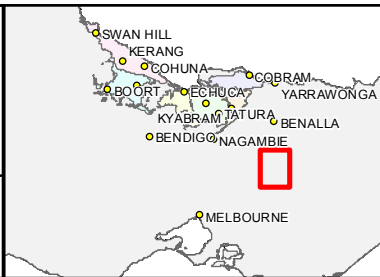 SWAN HILL
KERANG
COHUNA
COBRAM
BOORT
ECHUCA
YARRAWONGA
KYABRAM
TATURA
BENALLA
BENDIGO
NAGAMBIE
MELBOURNE